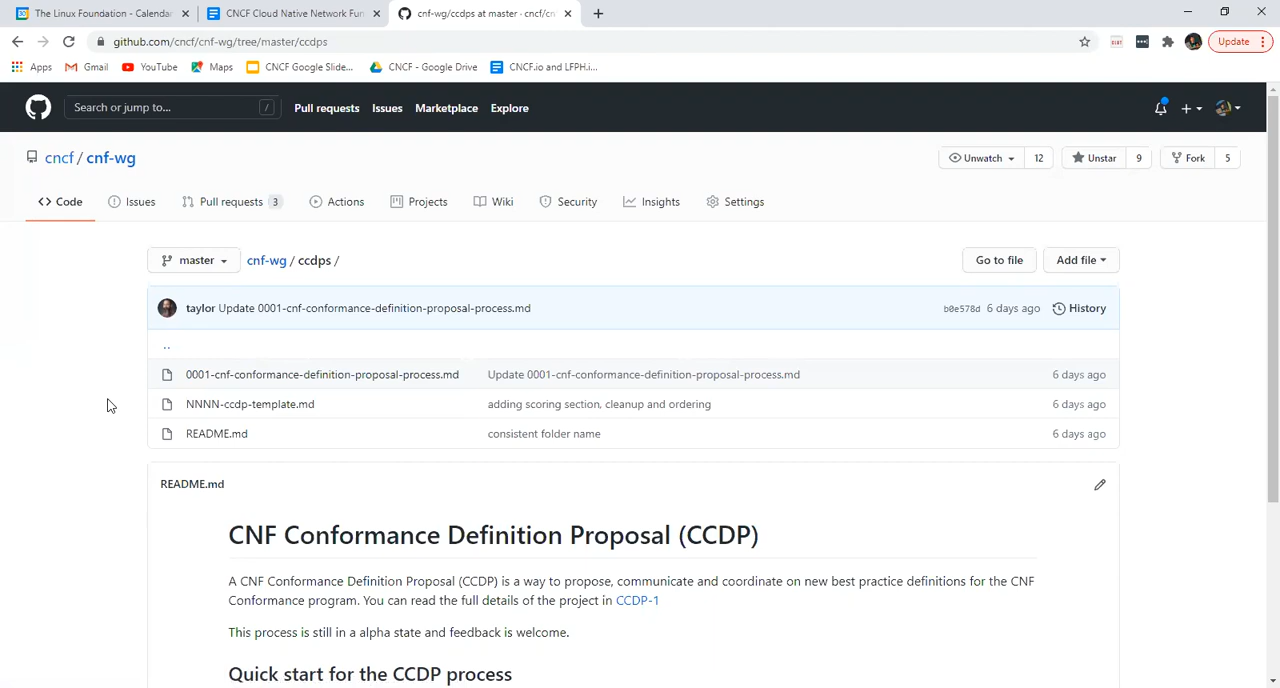 The Linux Foundation - Calendar
CNCF Cloud Native Network Fun
cnf-wg/ccdps at master · cncf/cn
github.com/cncf/cnf-wg/tree/master/ccdps
Update
Apps Gmail YouTube Maps CNCF Google Slide... CNCF - Google Drive CNCF.io and LFPH.i...
Search or jump to... /
Pull requests Issues Marketplace Explore
cncf / cnf-wg
Unwatch 12 Unstar 9 Fork 5
Code Issues Pull requests 3 Actions Projects Wiki Security Insights Settings
master cnf-wg / ccdps / Go to file Add file
taylor Update 0001-cnf-conformance-definition-proposal-process.md b0e578d 6 days ago History
..
0001-cnf-conformance-definition-proposal-process.md Update 0001-cnf-conformance-definition-proposal-process.md 6 days ago
NNNN-ccdp-template.md adding scoring section, cleanup and ordering 6 days ago
README.md consistent folder name 6 days ago
README.md
CNF Conformance Definition Proposal (CCDP)
A CNF Conformance Definition Proposal (CCDP) is a way to propose, communicate and coordinate on new best practice definitions for the CNF
Conformance program. You can read the full details of the project in CCDP-1
This process is still in a alpha state and feedback is welcome.
Quick start for the CCDP process